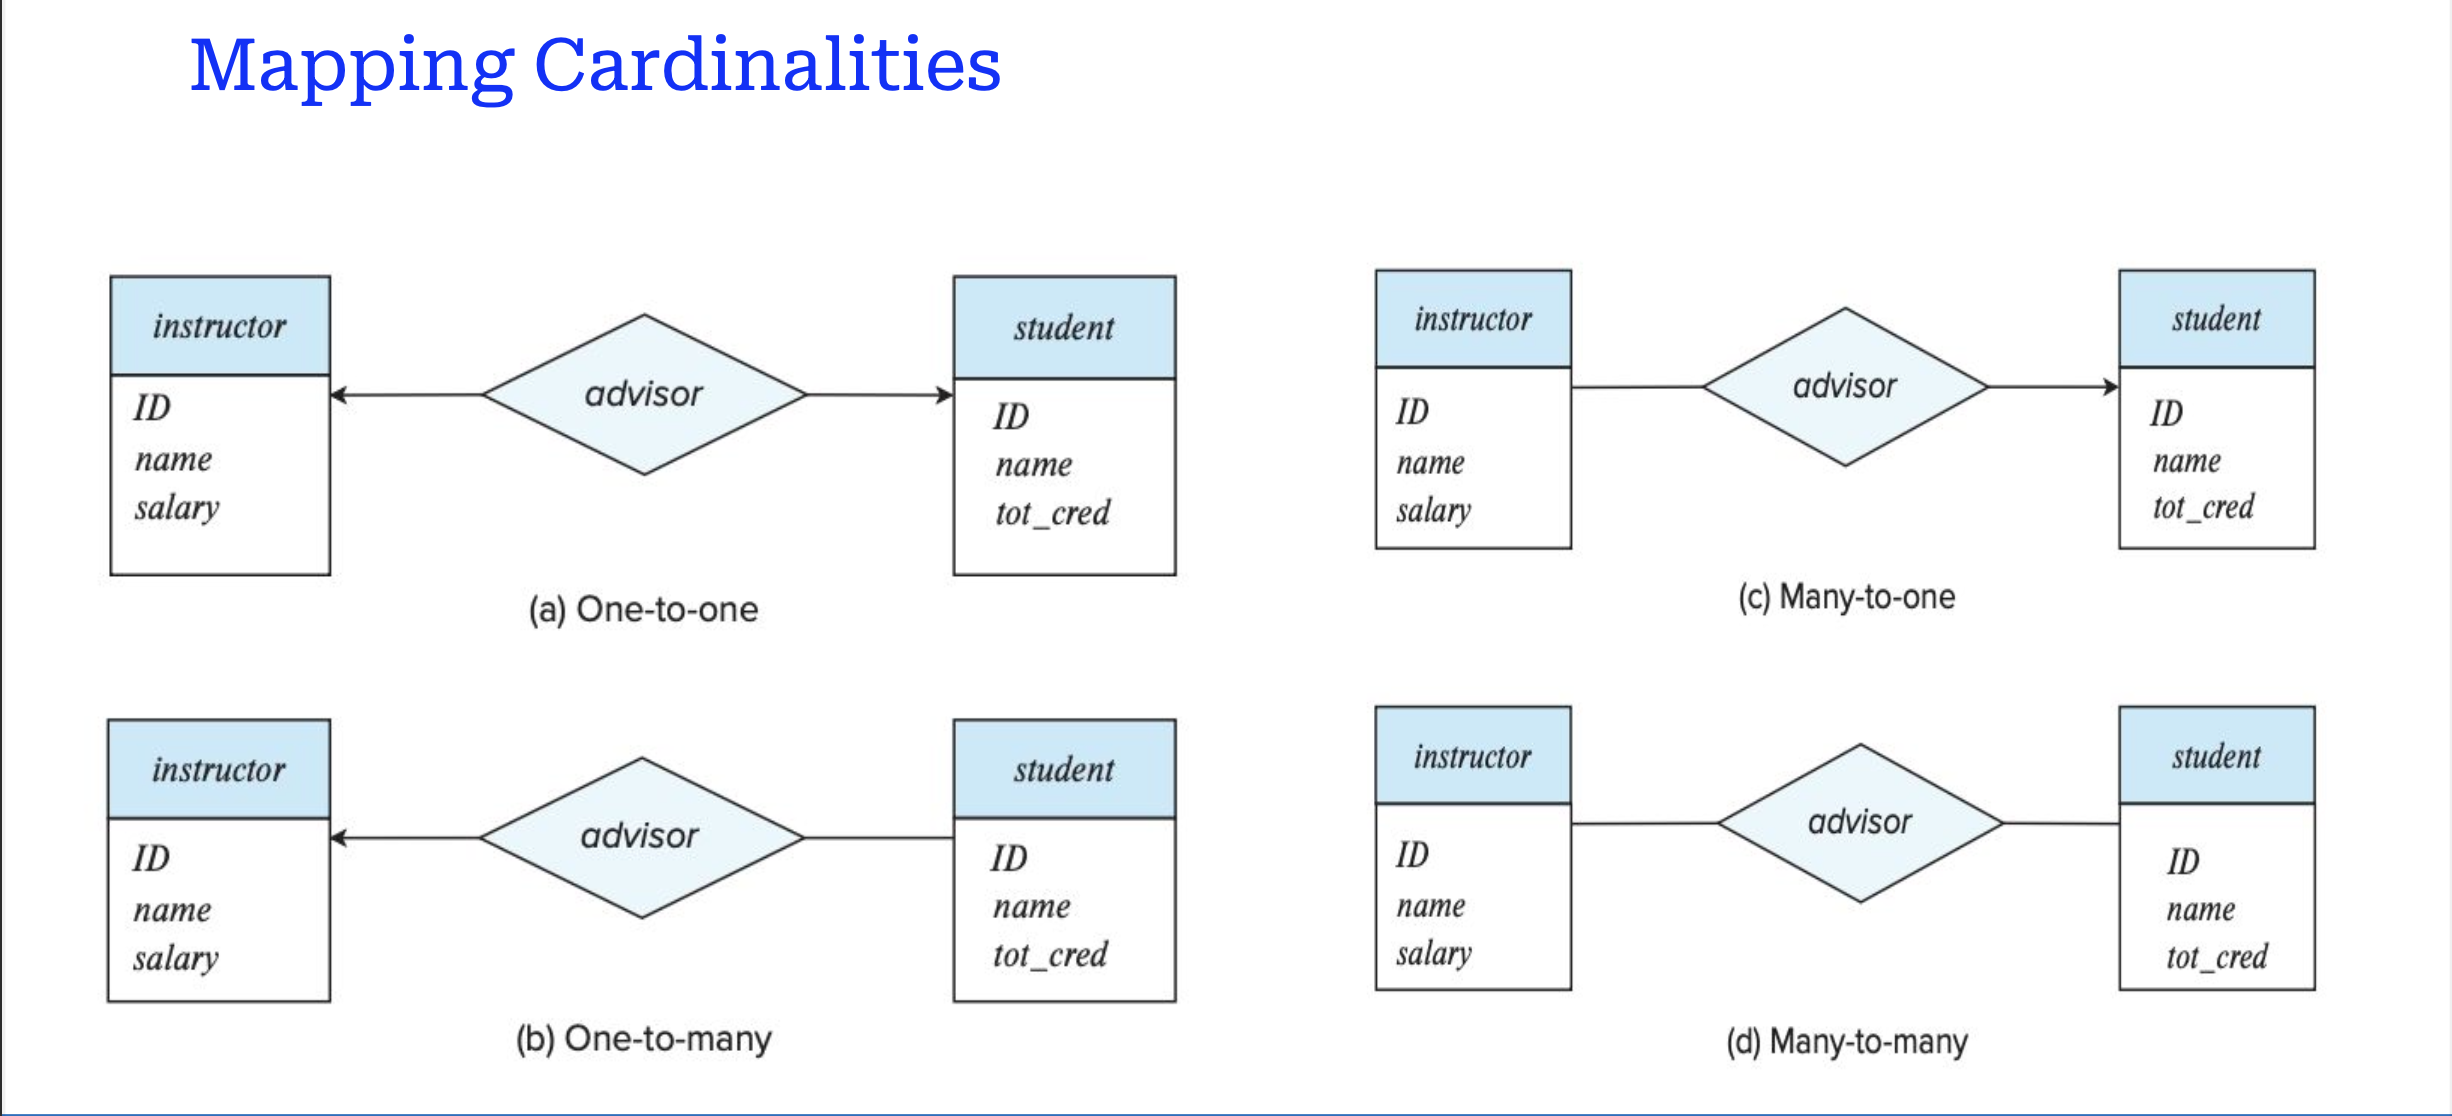 Mapping Cardinalities
instructor
ID
name
salary
advisor
student
ID
name
tot_cred
(a) One-to-one
instructor
ID
name
salary
advisor
student
ID
name
tot_cred
(b) One-to-many
instructor
ID
name
salary
advisor
student
ID
name
tot_cred
(c) Many-to-one
instructor
ID
name
salary
advisor
student
ID
name
tot_cred
(d) Many-to-many